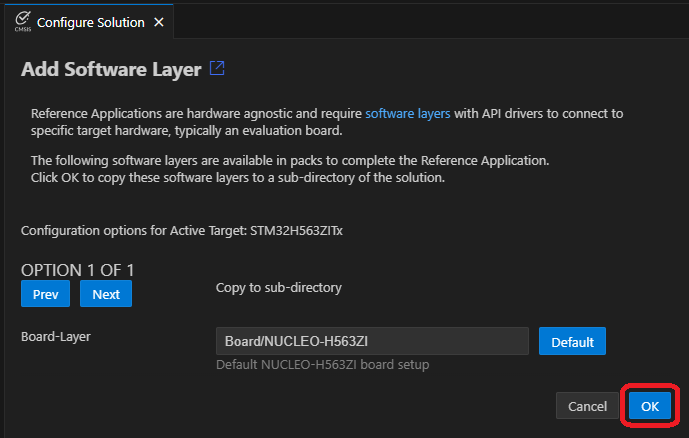 CMSIS
Configure Solution
Add Software Layer
Reference Applications are hardware agnostic and require software layers with API drivers to connect to
specific target hardware, typically an evaluation board.
The following software layers are available in packs to complete the Reference Application.
Click OK to copy these software layers to a sub-directory of the solution.
Configuration options for Active Target: STM32H563ZITx
OPTION 1 OF 1
Prev Next Copy to sub-directory
Board-Layer Board/NUCLEO-H563ZI Default
Default NUCLEO-H563ZI board setup
Cancel OK